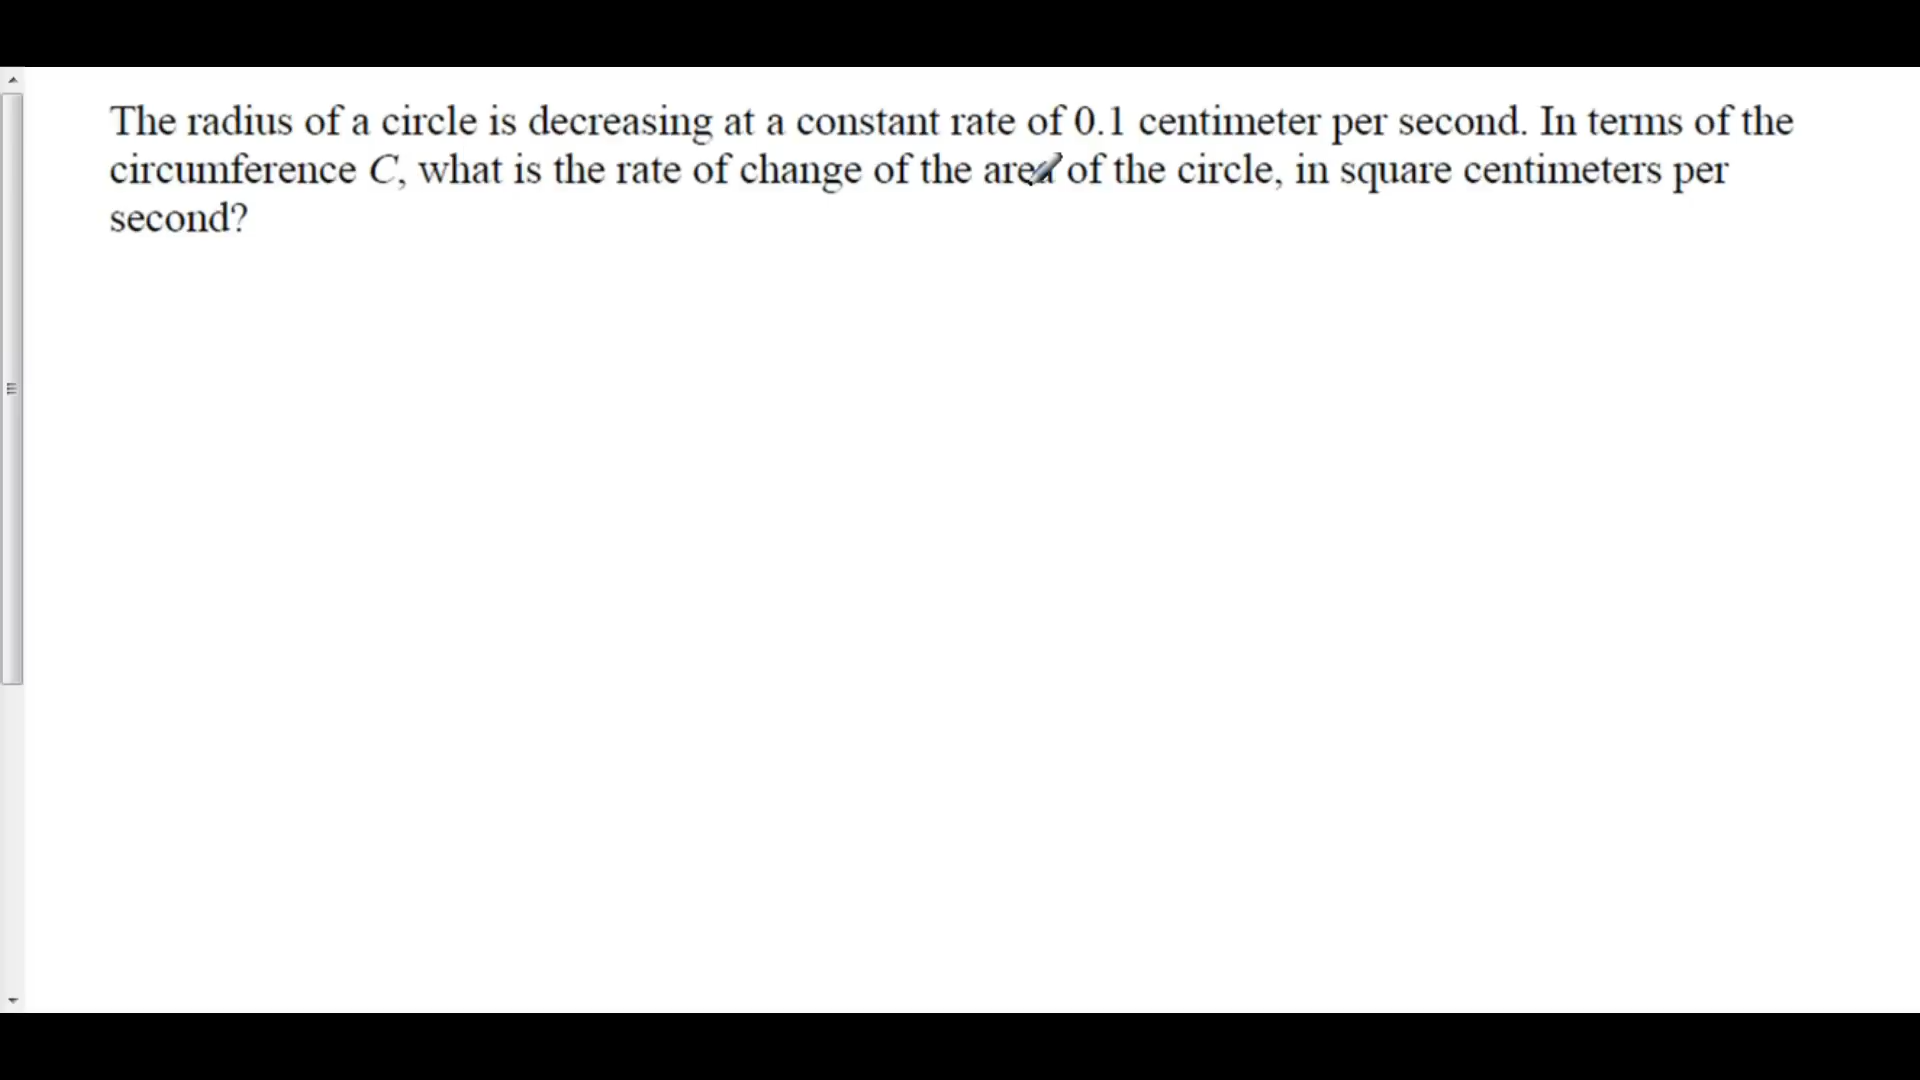 The radius of a circle is decreasing at a constant rate of 0.1 centimeter per second. In terms of the
circumference C, what is the rate of change of the area of the circle, in square centimeters per
second?